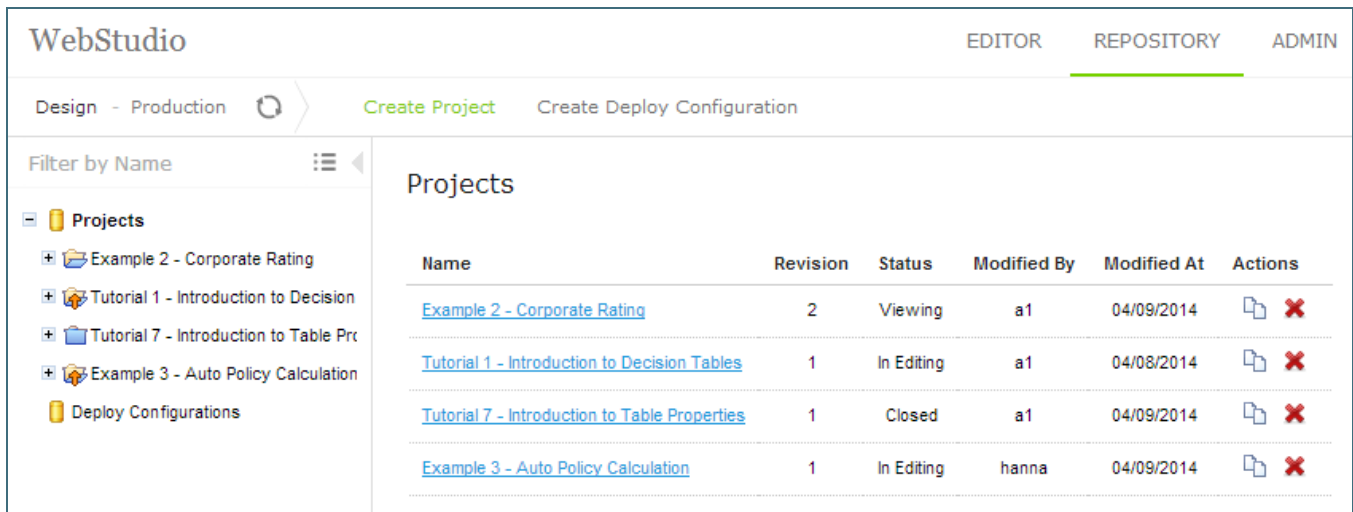 WebStudio
EDITOR REPOSITORY ADMIN
Design - Production Create Project Create Deploy Configuration
Filter by Name
Projects
Example 2 - Corporate Rating
Tutorial 1 - Introduction to Decision
Tutorial 7 - Introduction to Table Pro
Example 3 - Auto Policy Calculation
Deploy Configurations
Projects
Name Revision Status Modified By Modified At Actions
Example 2 - Corporate Rating 2 Viewing a1 04/09/2014
Tutorial 1 - Introduction to Decision Tables 1 In Editing a1 04/08/2014
Tutorial 7 - Introduction to Table Properties 1 Closed a1 04/09/2014
Example 3 - Auto Policy Calculation 1 In Editing hanna 04/09/2014